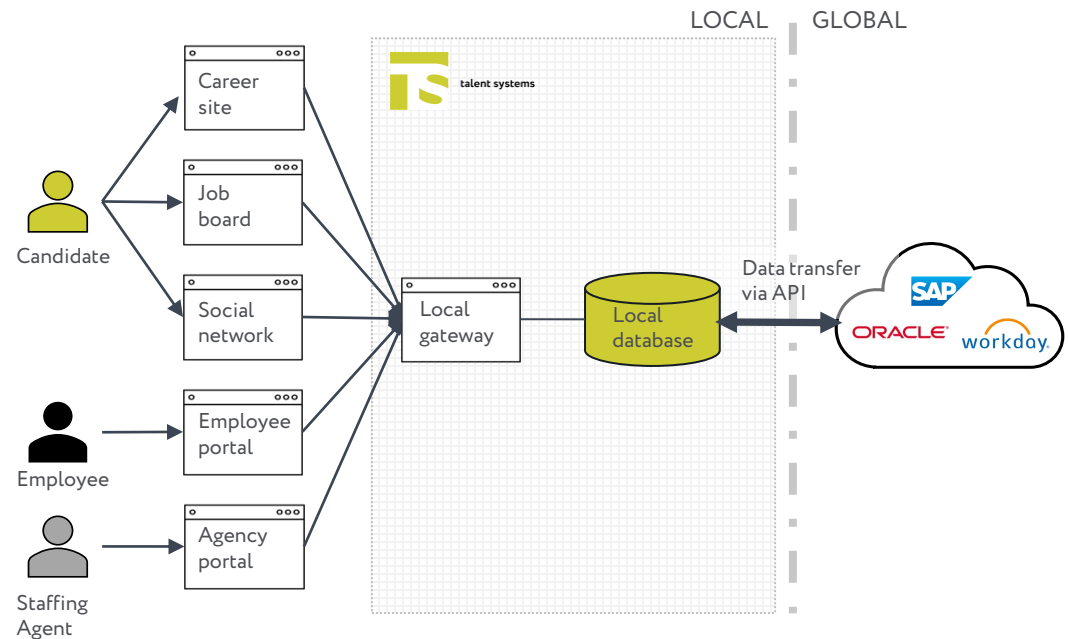 LOCAL
GLOBAL
TS
talent systems
Career
site
Job
board
Candidate
Social
network
Local
gateway
Local
database
Data transfer
via API
SAP
ORACLE®
workday.
Employee
portal
Employee
Agency
portal
Staffing
Agent